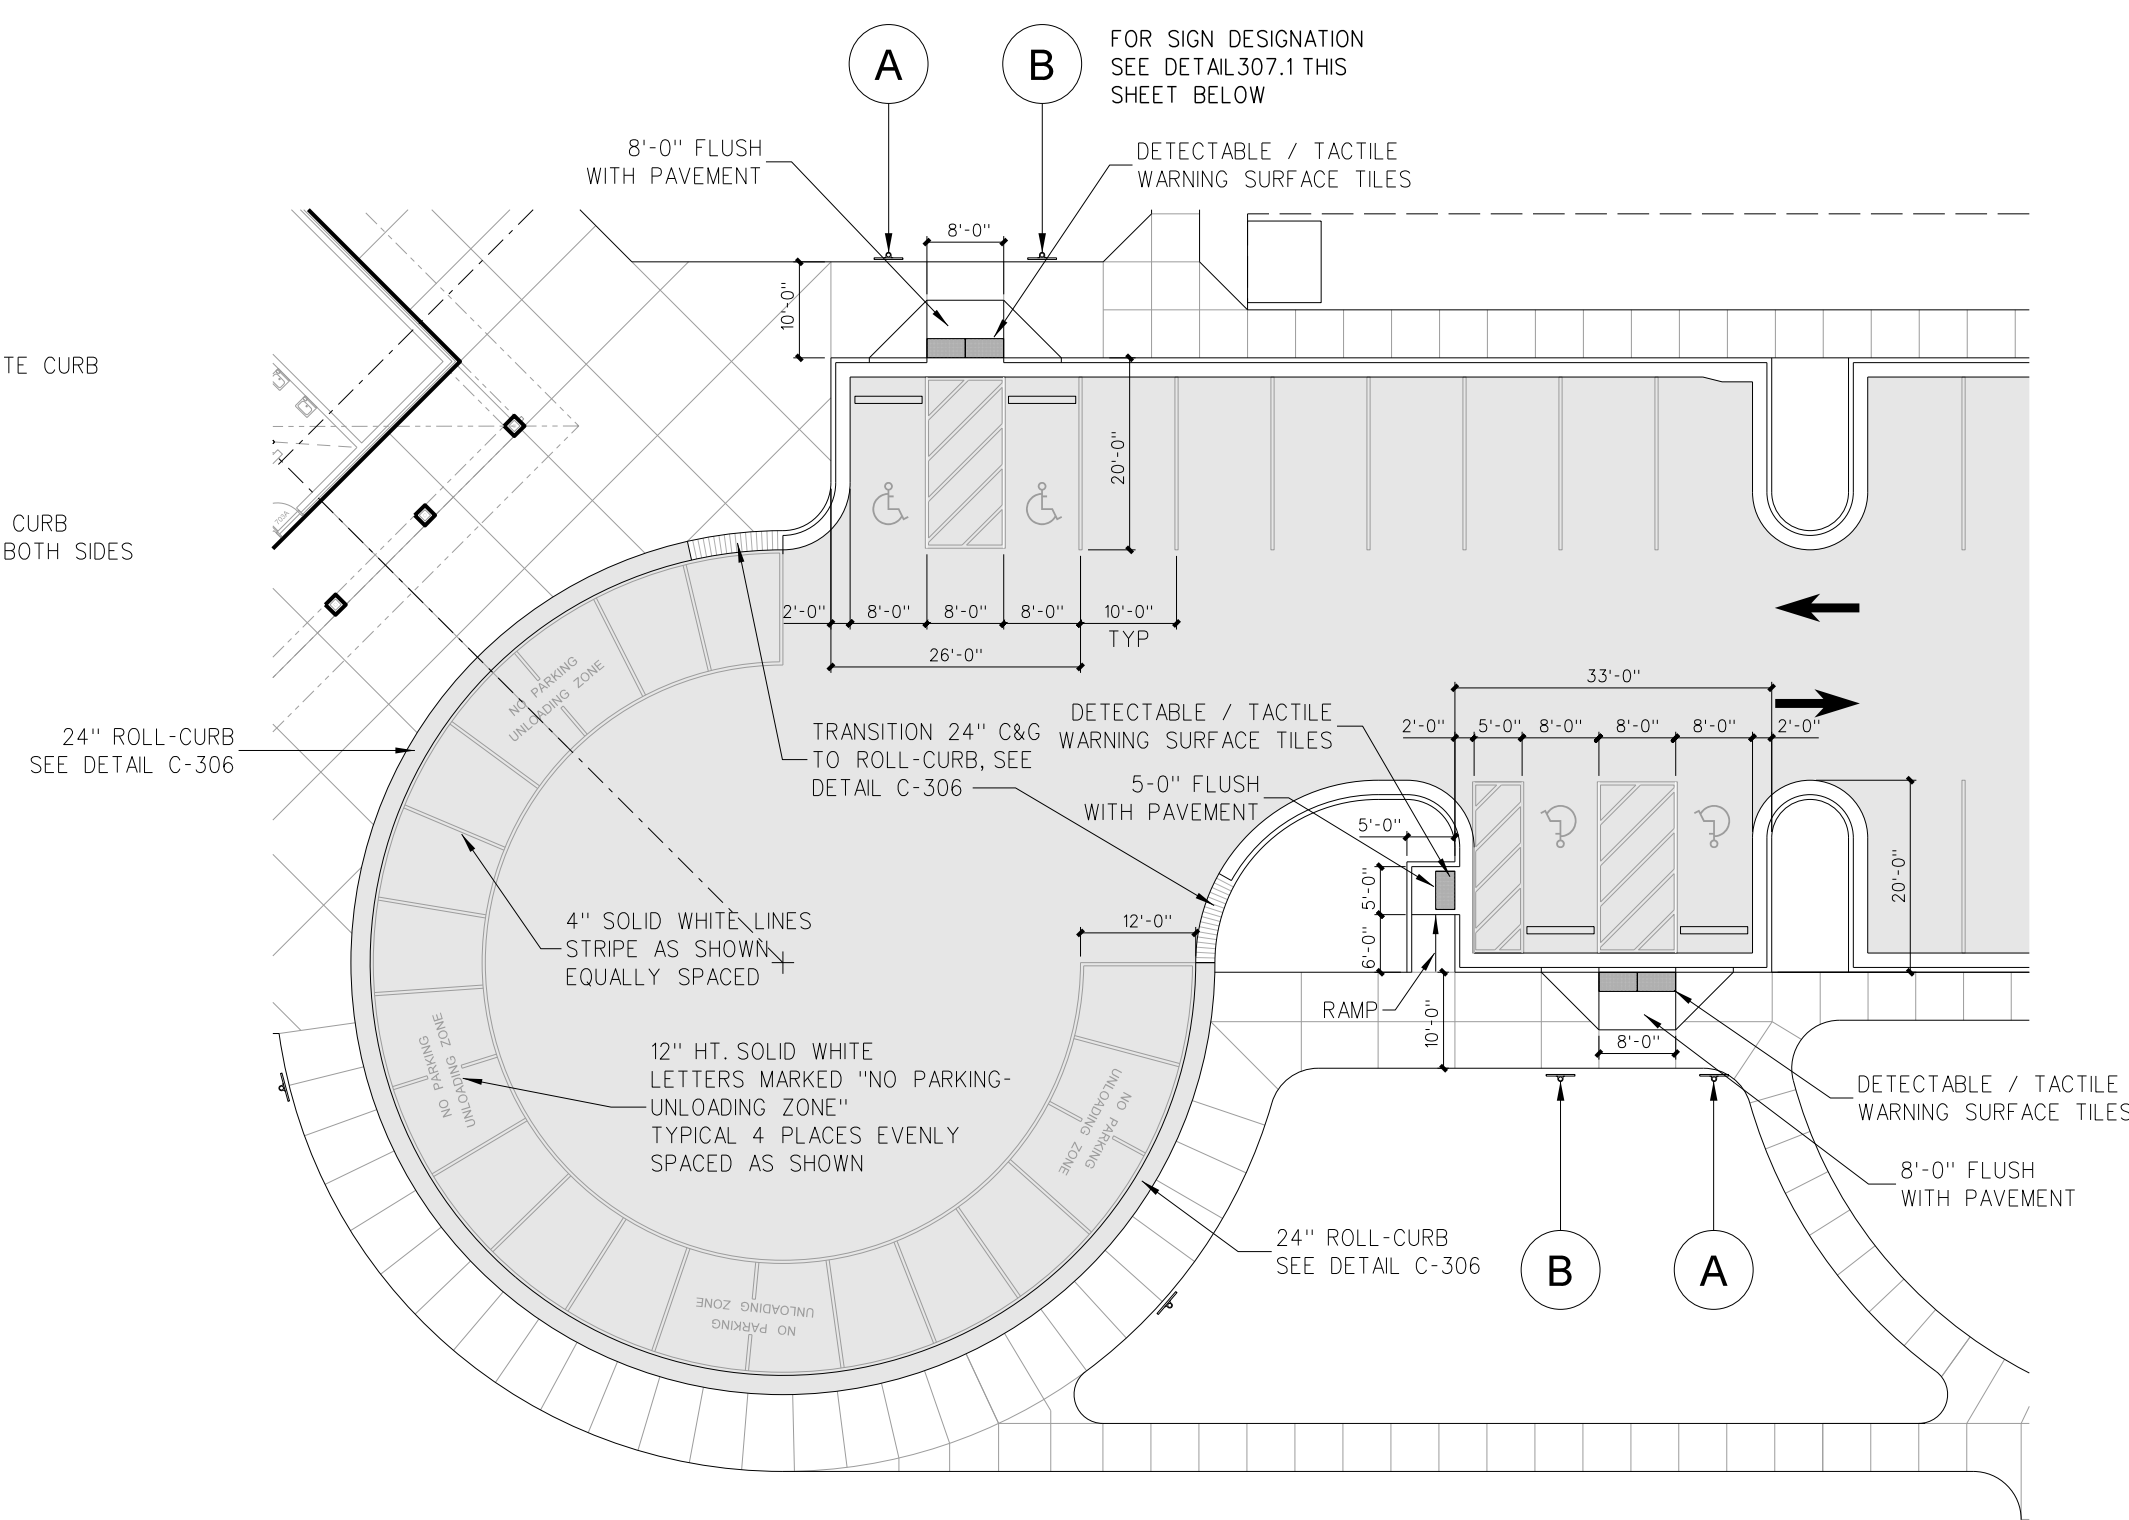 A
B
FOR SIGN DESIGNATION
SEE DETAIL307.1 THIS
SHEET BELOW
8'-0" FLUSH
WITH PAVEMENT
DETECTABLE / TACTILE
WARNING SURFACE TILES
8'-0"
10'-0"
TE CURB
20'-0"
CURB
BOTH SIDES
703A
2'-0"
8'-0"
8'-0"
8'-0"
10'-0"
TYP
26'-0"
NO PARKING
UNLOADING ZONE
33'-0"
2'-0"
5'-0"
8'-0"
8'-0"
8'-0"
2'-0"
24" ROLL-CURB
SEE DETAIL C-306
TRANSITION 24" C&G
TO ROLL-CURB, SEE
DETAIL C-306
DETECTABLE / TACTILE
WARNING SURFACE TILES
5-0" FLUSH
WITH PAVEMENT
5'-0"
5'-0"
6'-0"
20'-0"
4" SOLID WHITE LINES
STRIPE AS SHOWN
EQUALLY SPACED
12'-0"
RAMP
10'-0"
8'-0"
NO PARKING
UNLOADING ZONE
12" HT. SOLID WHITE
LETTERS MARKED "NO PARKING-
UNLOADING ZONE"
TYPICAL 4 PLACES EVENLY
SPACED AS SHOWN
NO PARKING
UNLOADING ZONE
DETECTABLE / TACTILE
WARNING SURFACE TILES
8'-0" FLUSH
WITH PAVEMENT
24" ROLL-CURB
SEE DETAIL C-306
B
A
NO PARKING
UNLOADING ZONE